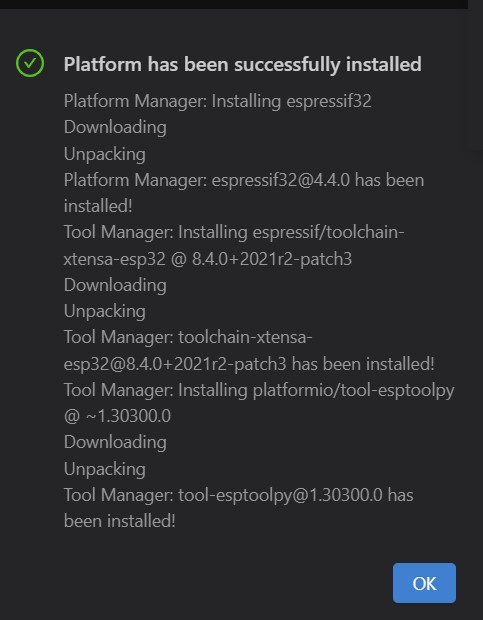 Platform has been successfully installed
Platform Manager: Installing espressif32
Downloading
Unpacking
Platform Manager: espressif32@4.4.0 has been
installed!
Tool Manager: Installing espressif/toolchain-
xtensa-esp32 @ 8.4.0+2021r2-patch3
Downloading
Unpacking
Tool Manager: toolchain-xtensa-
esp32@8.4.0+2021r2-patch3 has been installed!
Tool Manager: Installing platformio/tool-esptoolpy
@ ~1.30300.0
Downloading
Unpacking
Tool Manager: tool-esptoolpy@1.30300.0 has
been installed!
OK